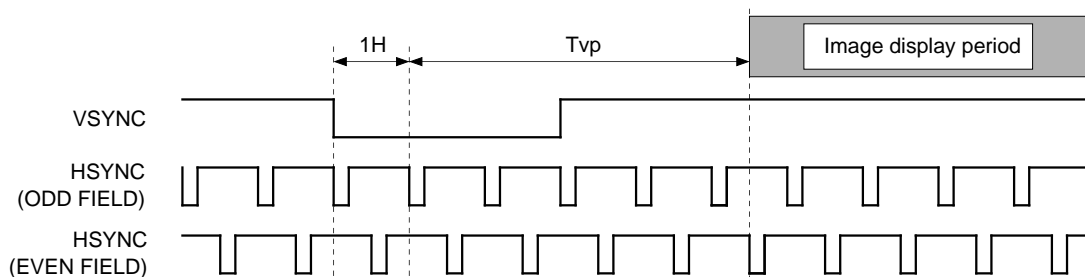 1H
Tvp
Image display period
VSYNC
HSYNC
(ODD FIELD)
HSYNC
(EVEN FIELD)